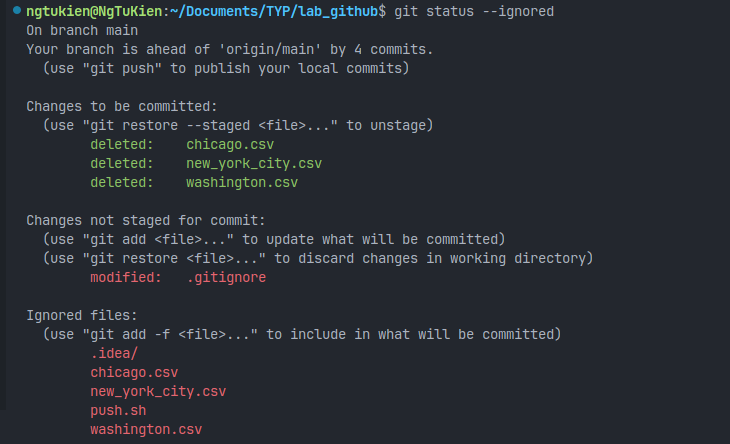 ngtukien@NgTuKien:~/Documents/TYP/lab_github$ git status --ignored
On branch main
Your branch is ahead of 'origin/main' by 4 commits.
  (use "git push" to publish your local commits)

Changes to be committed:
  (use "git restore --staged <file>..." to unstage)
        deleted:    chicago.csv
        deleted:    new_york_city.csv
        deleted:    washington.csv

Changes not staged for commit:
  (use "git add <file>..." to update what will be committed)
  (use "git restore <file>..." to discard changes in working directory)
        modified:   .gitignore

Ignored files:
  (use "git add -f <file>..." to include in what will be committed)
        .idea/
        chicago.csv
        new_york_city.csv
        push.sh
        washington.csv